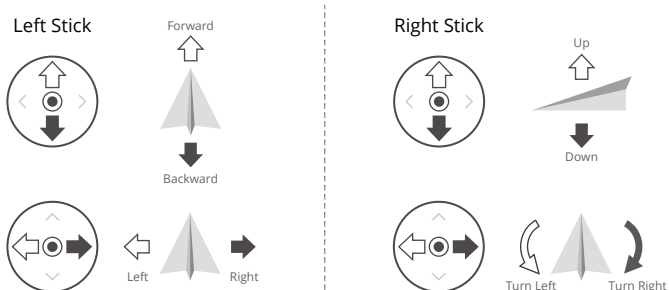 Left Stick
Forward
Backward
Left
Right
Right Stick
Up
Down
Turn Left
Turn Right